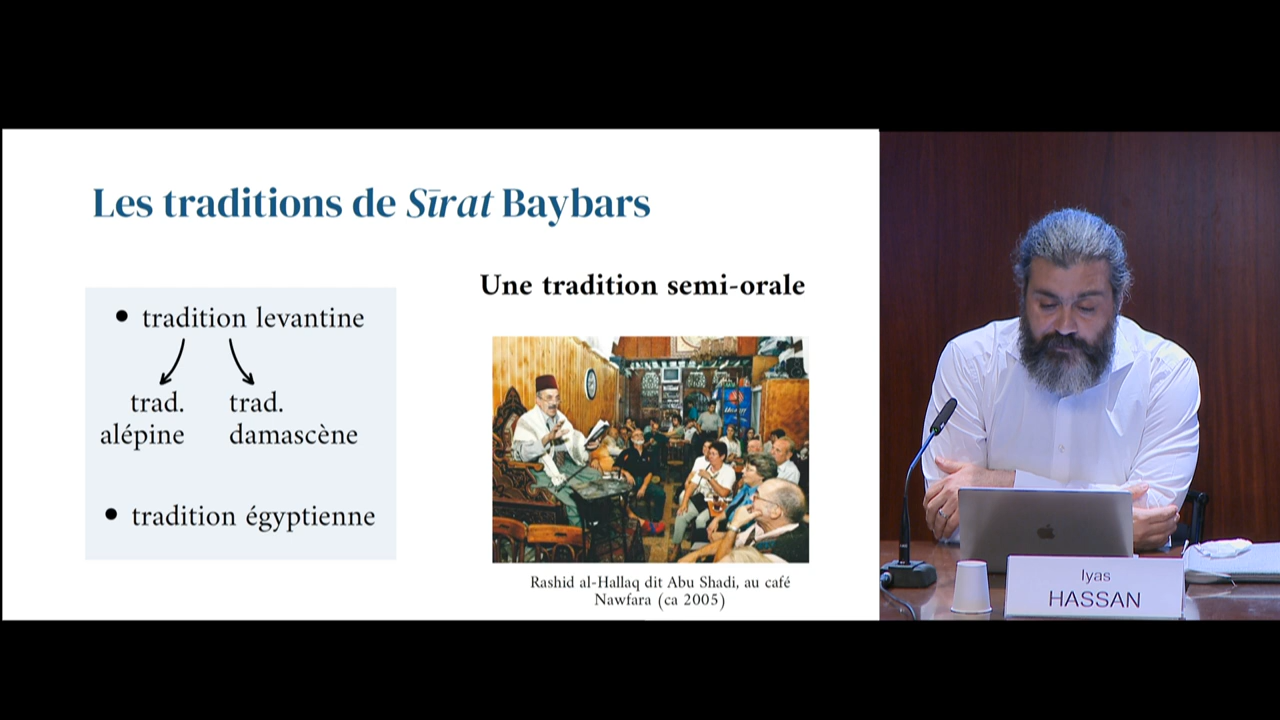 Les traditions de Sīrat Baybars
• tradition levantine
trad. alépine
trad. damascène
• tradition égyptienne
Une tradition semi-orale
Rashid al-Hallaq dit Abu Shadi, au café
Nawfara (ca 2005)
Iyas
HASSAN